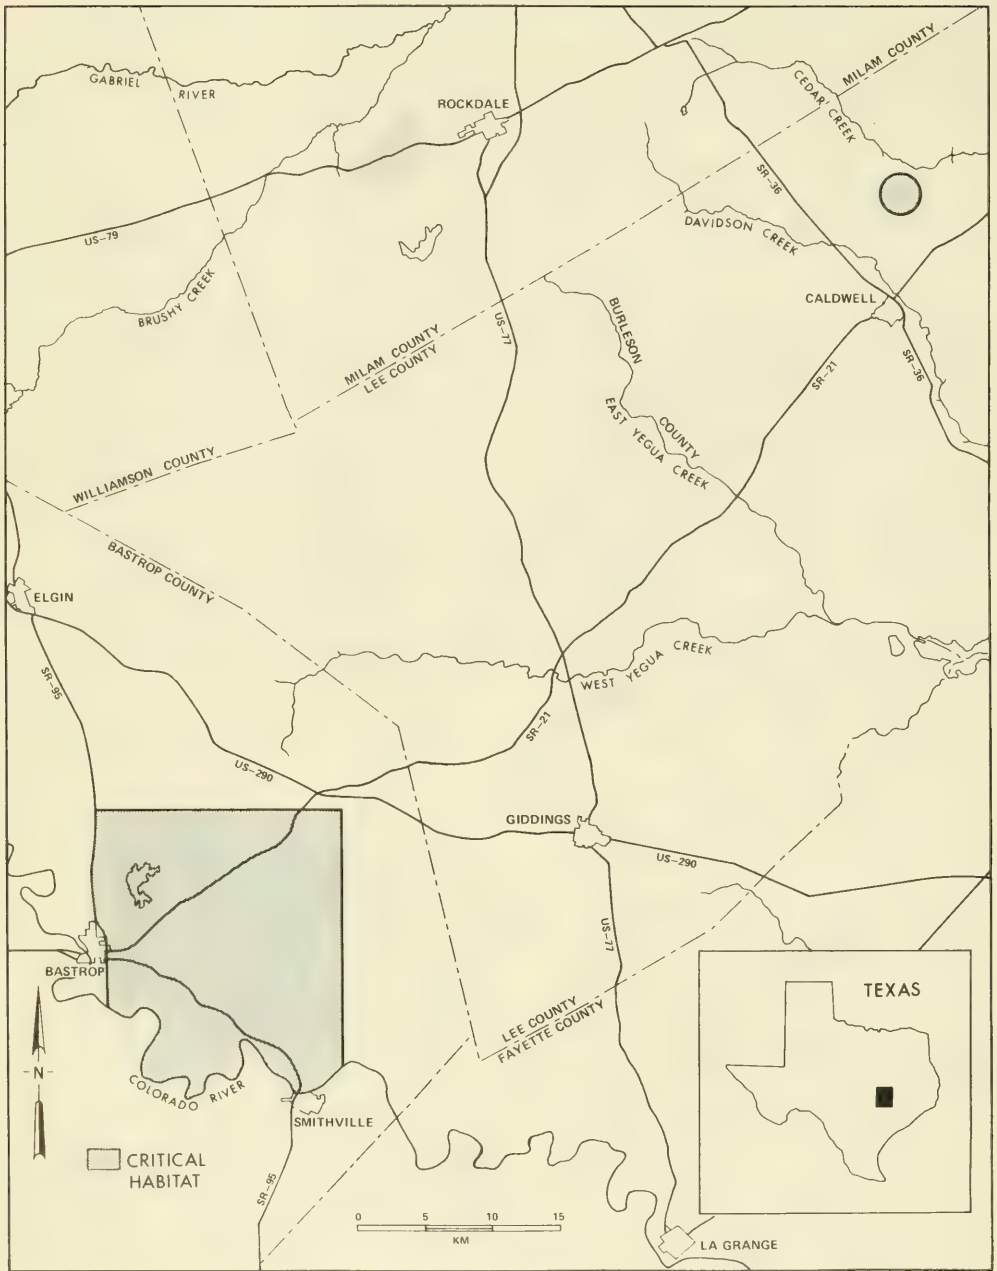 GABRIEL
RIVER
ROCKDALE
MILAM COUNTY
CEDAR CREEK
SR-36
US-79
DAVIDSON CREEK
BRUSHY CREEK
CALDWELL
BURLESON
COUNTY
US-77
MILAM COUNTY
LEE COUNTY
SR-21
SR-36
EAST YEGUA CREEK
WILLIAMSON COUNTY
BASTROP COUNTY
ELGIN
SR-95
WEST YEGUA CREEK
SR-21
US-290
GIDDINGS
US-290
US-77
BASTROP
LEE COUNTY
FAYETTE COUNTY
TEXAS
-N-
COLORADO RIVER
SMITHVILLE
CRITICAL
HABITAT
SR-95
0 5 10 15
KM
LA GRANGE